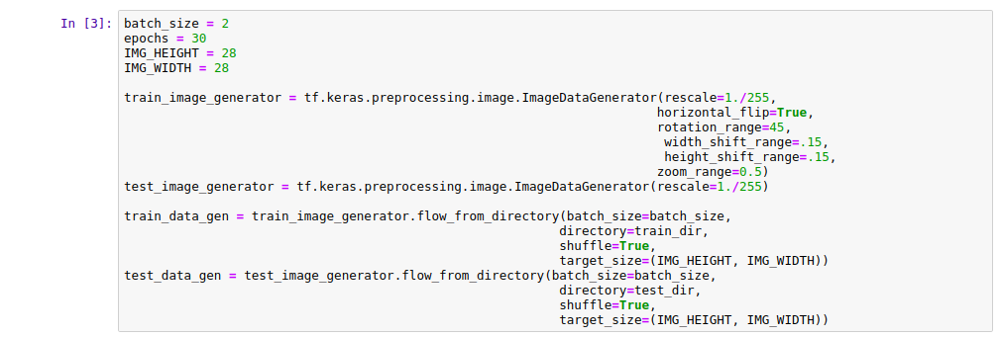 In [3]: batch_size = 2
epochs = 30
IMG_HEIGHT = 28
IMG_WIDTH = 28
train_image_generator = tf.keras.preprocessing.image.ImageDataGenerator(rescale=1./255,
horizontal_flip=True,
rotation_range=45,
width_shift_range=.15,
height_shift_range=.15,
zoom_range=0.5)
test_image_generator = tf.keras.preprocessing.image.ImageDataGenerator(rescale=1./255)
train_data_gen = train_image_generator.flow_from_directory(batch_size=batch_size,
directory=train_dir,
shuffle=True,
target_size=(IMG_HEIGHT, IMG_WIDTH))
test_data_gen = test_image_generator.flow_from_directory(batch_size=batch_size,
directory=test_dir,
shuffle=True,
target_size=(IMG_HEIGHT, IMG_WIDTH))